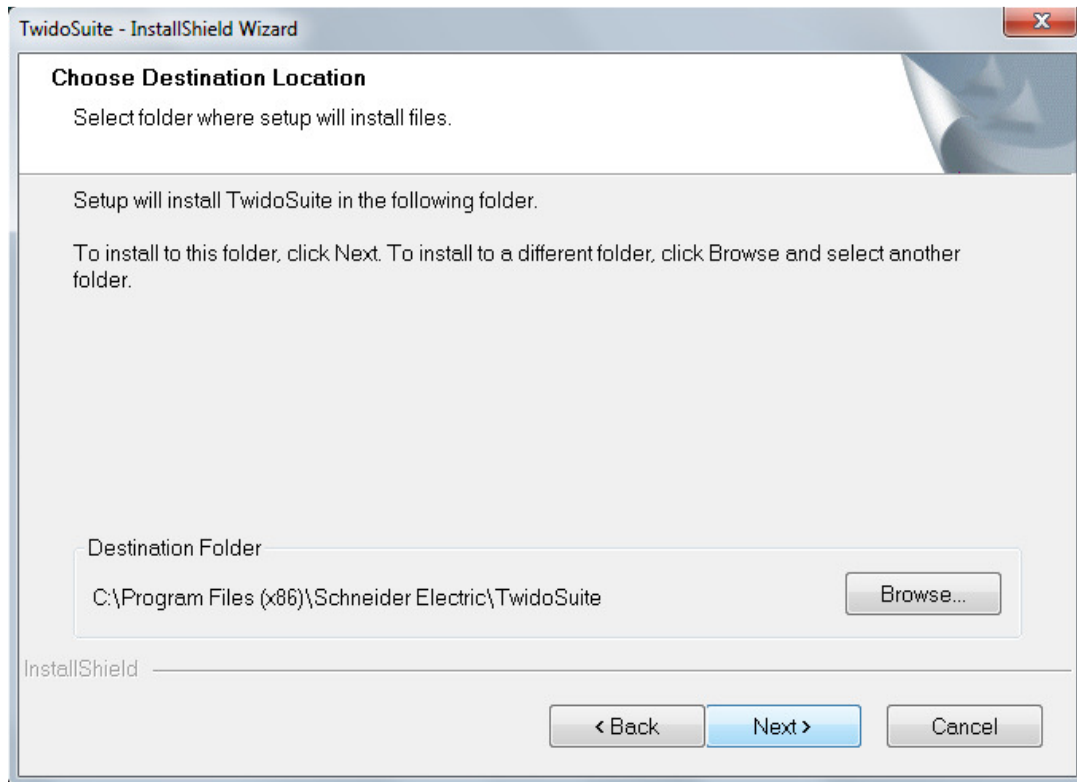 TwidoSuite - InstallShield Wizard
Choose Destination Location
Select folder where setup will install files.
Setup will install TwidoSuite in the following folder.
To install to this folder, click Next. To install to a different folder, click Browse and select another
folder.
Destination Folder
C:\Program Files (x86)\Schneider Electric\TwidoSuite
Browse...
InstallShield
< Back
Next >
Cancel